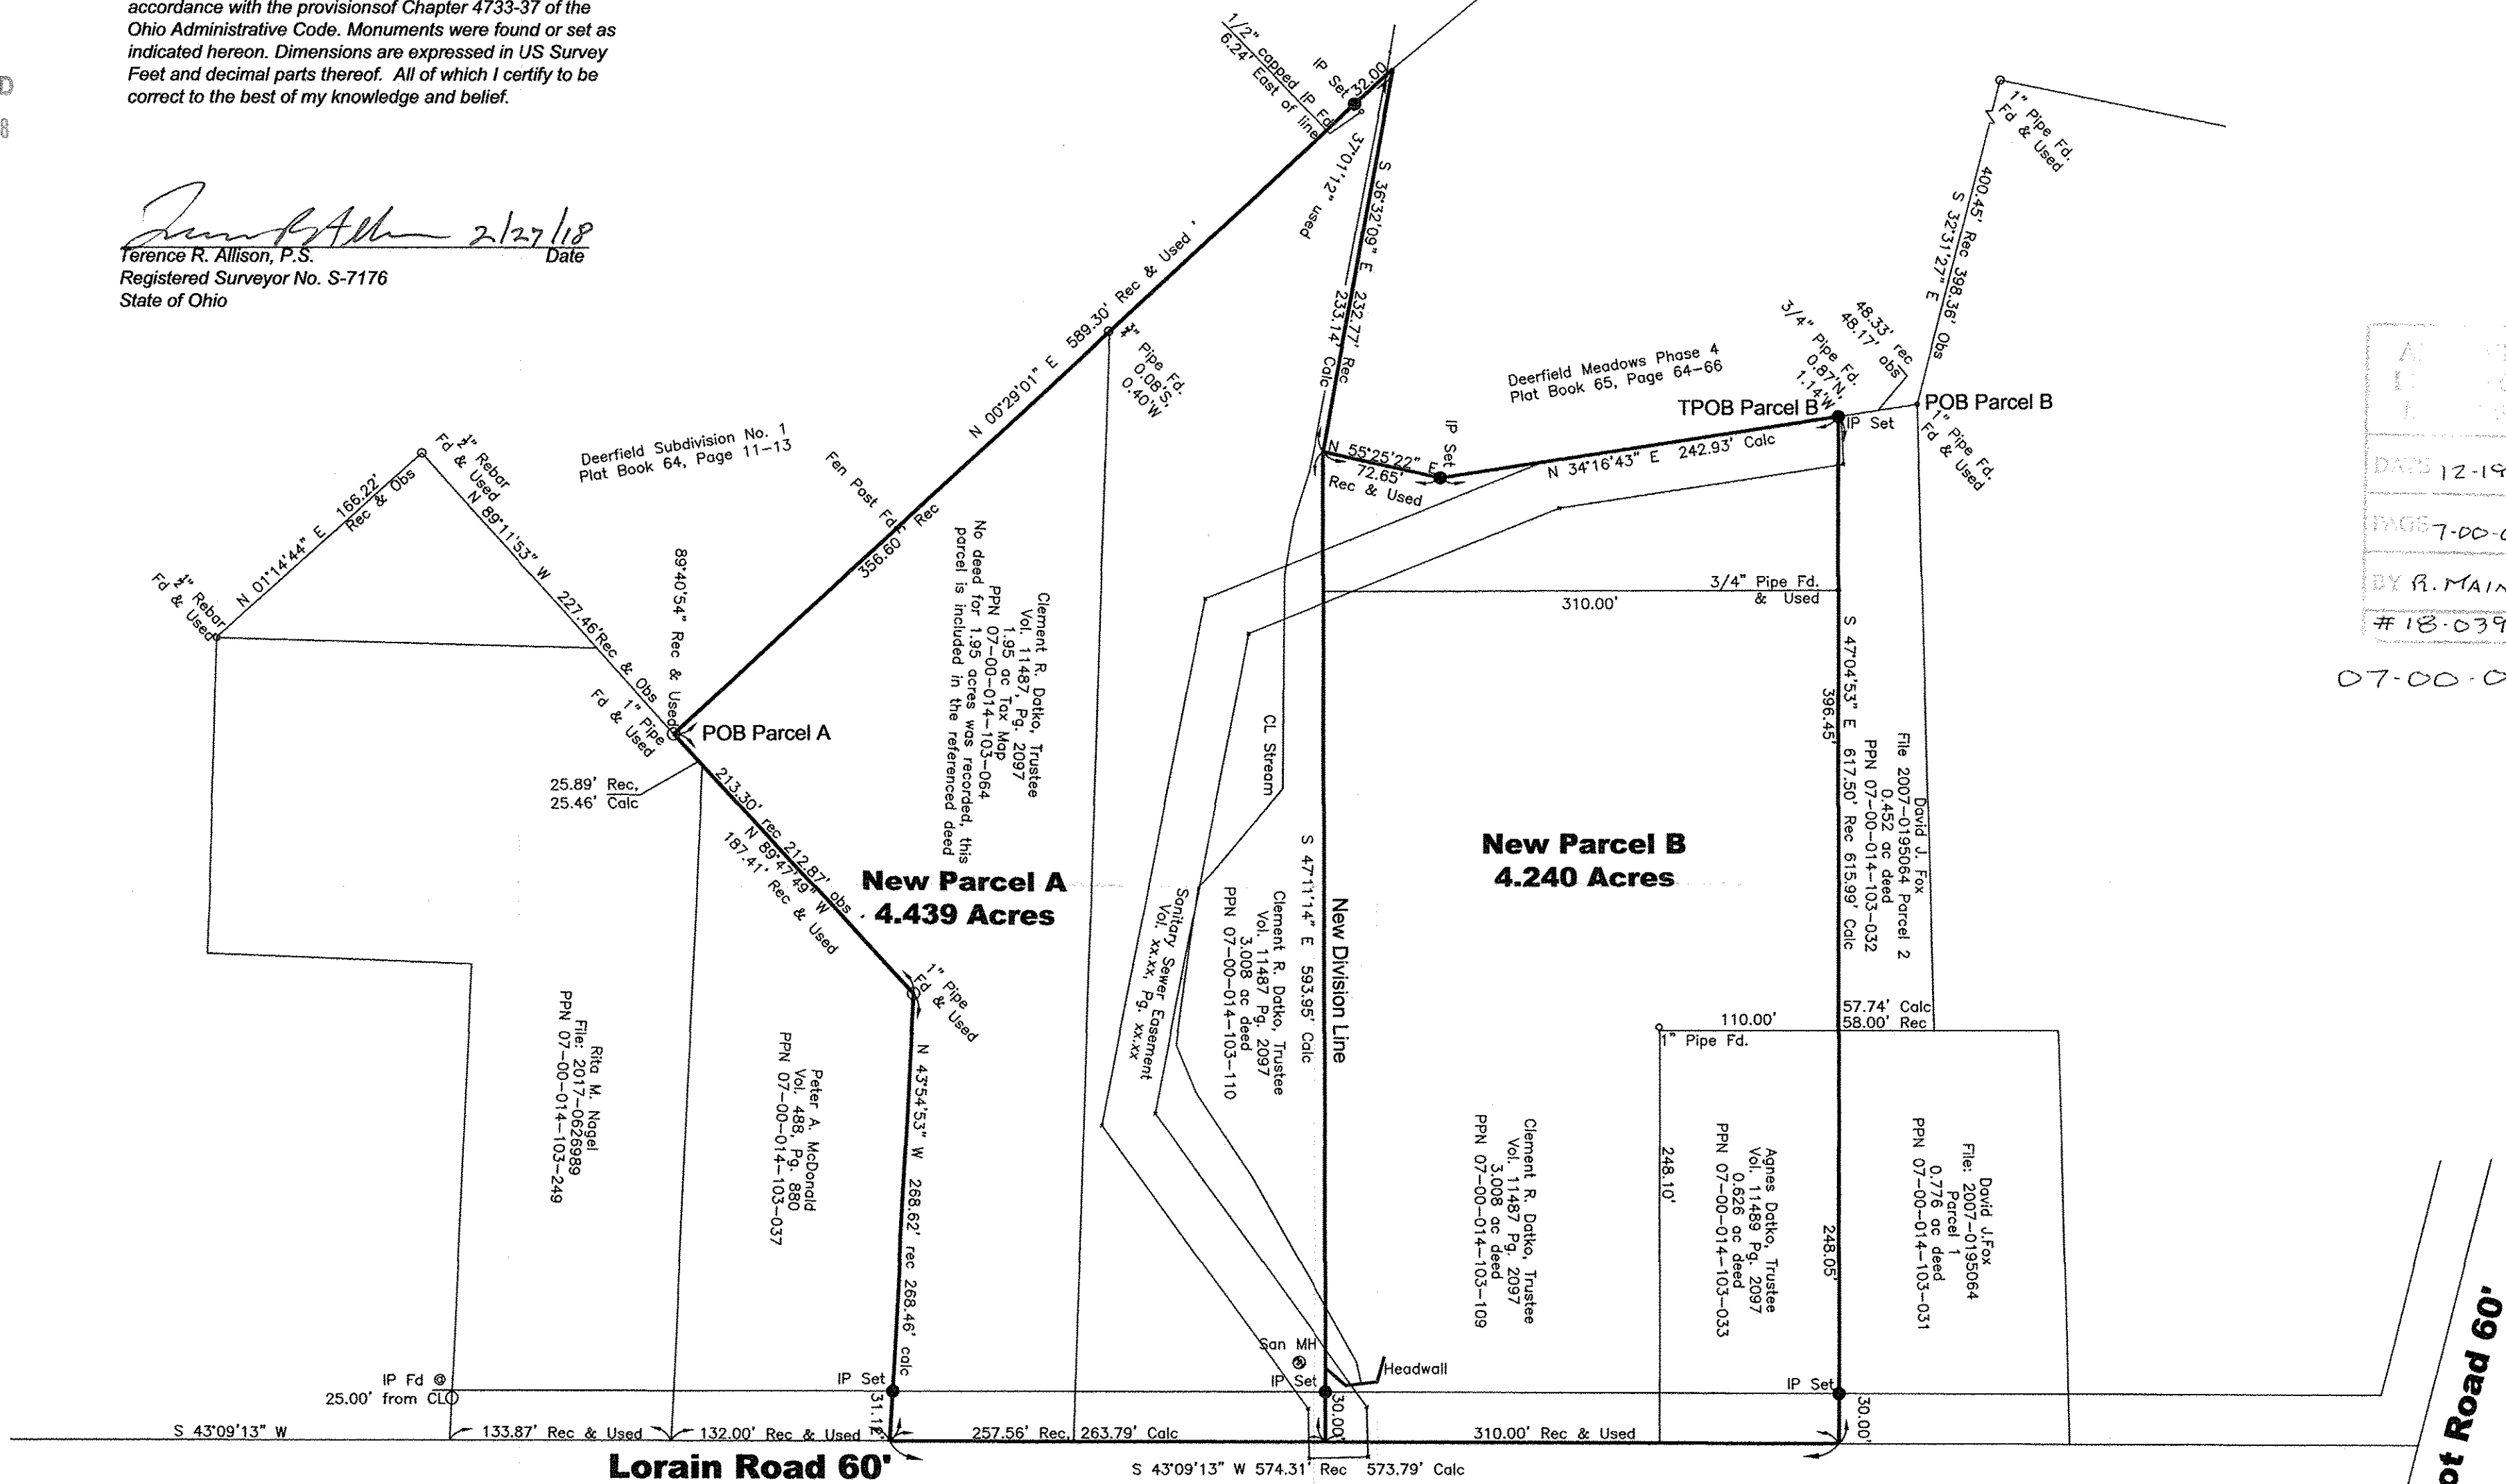 accordance with the provisionsof Chapter 4733-37 of the
Ohio Administrative Code. Monuments were found or set as
indicated hereon. Dimensions are expressed in US Survey
Feet and decimal parts thereof. All of which I certify to be
correct to the best of my knowledge and belief.
D
8
2/27/18
Terence R. Allison, P.S.
Date
Registered Surveyor No. S-7176
State of Ohio
1/2" capped IP Fd
6.24' East of line
IP Set
32.00
37°01'12" used
S 36°32'09" E 232.77' Rec
233.14' Calc
1" Pipe Fd.
Fd & Used
400.45' Rec 398.36' Obs
S 32°31'27" E
48.33' rec
48.17' obs
3/4" Pipe Fd.
0.87'N,
1.14'W
Deerfield Meadows Phase 4
Plat Book 65, Page 64-66
TPOB Parcel B
IP Set
POB Parcel B
1" Pipe Fd.
Fd & Used
N 55°25'22" E
72.65'
Rec & Used
IP Set
N 34°16'43" E 242.93' Calc
N 00°29'01" E 589.30' Rec & Used '
Pipe Fd.
0.08'S,
0.40'W
Deerfield Subdivision No. 1
Plat Book 64, Page 11-13
Fen Post Fd
356.60' Rec
Rebar
Fd & Used
N 01°14'44" E 166.22'
Rec & Obs
Rebar
Fd & Used
N 89°11'53" W 227.46'Rec & Obs
89°40'54" Rec & Used
1" Pipe
Fd & Used
POB Parcel A
25.89' Rec,
25.46' Calc
213.30' rec 212.87' obs
N 89°47'49" W
187.41' Rec & Used
Clement R. Datko, Trustee
Vol. 11487, Pg. 2097
1.95 ac Tax Map
PPN 07-00-014-103-064
No deed for 1.95 acres was recorded, this
parcel is included in the referenced deed
New Parcel A
4.439 Acres
1" Pipe
Fd & Used
N 43°54'53" W 268.62' rec 268.46' calc
Rita M. Nagel
File: 2017-0626989
PPN 07-00-014-103-249
Peter A. McDonald
Vol. 488, Pg. 880
PPN 07-00-014-103-037
CL Stream
Sanitary Sewer Easement
Vol. xx.xx, Pg. xx.xx
Clement R. Datko, Trustee
Vol. 11487 Pg. 2097
3.008 ac deed
PPN 07-00-014-103-110
S 47°11'14" E 593.95' Calc
New Division Line
3/4" Pipe Fd.
& Used
310.00'
New Parcel B
4.240 Acres
S 47°04'53" E 617.50' Rec 615.99' Calc
396.45'
David J. Fox
File 2007-0195064 Parcel 2
0.452 ac deed
PPN 07-00-014-103-032
57.74' Calc
58.00' Rec
110.00'
1" Pipe Fd.
248.10'
248.05'
Clement R. Datko, Trustee
Vol. 11487 Pg. 2097
3.008 ac deed
PPN 07-00-014-103-109
Agnes Datko, Trustee
Vol. 11489 Pg. 2097
0.626 ac deed
PPN 07-00-014-103-033
David J.Fox
File: 2007-0195064
Parcel 1
0.776 ac deed
PPN 07-00-014-103-031
12-19
PAGE 7-00-0
BY R. MAIN
#18-039
07-00-0
IP Fd @
25.00' from CL
IP Set
San MH
IP Set
Headwall
IP Set
30.00'
30.00'
S 43°09'13" W
133.87' Rec & Used
132.00' Rec & Used
257.56' Rec, 263.79' Calc
310.00' Rec & Used
Lorain Road 60'
S 43°09'13" W 574.31' Rec 573.79' Calc
ot Road 60'